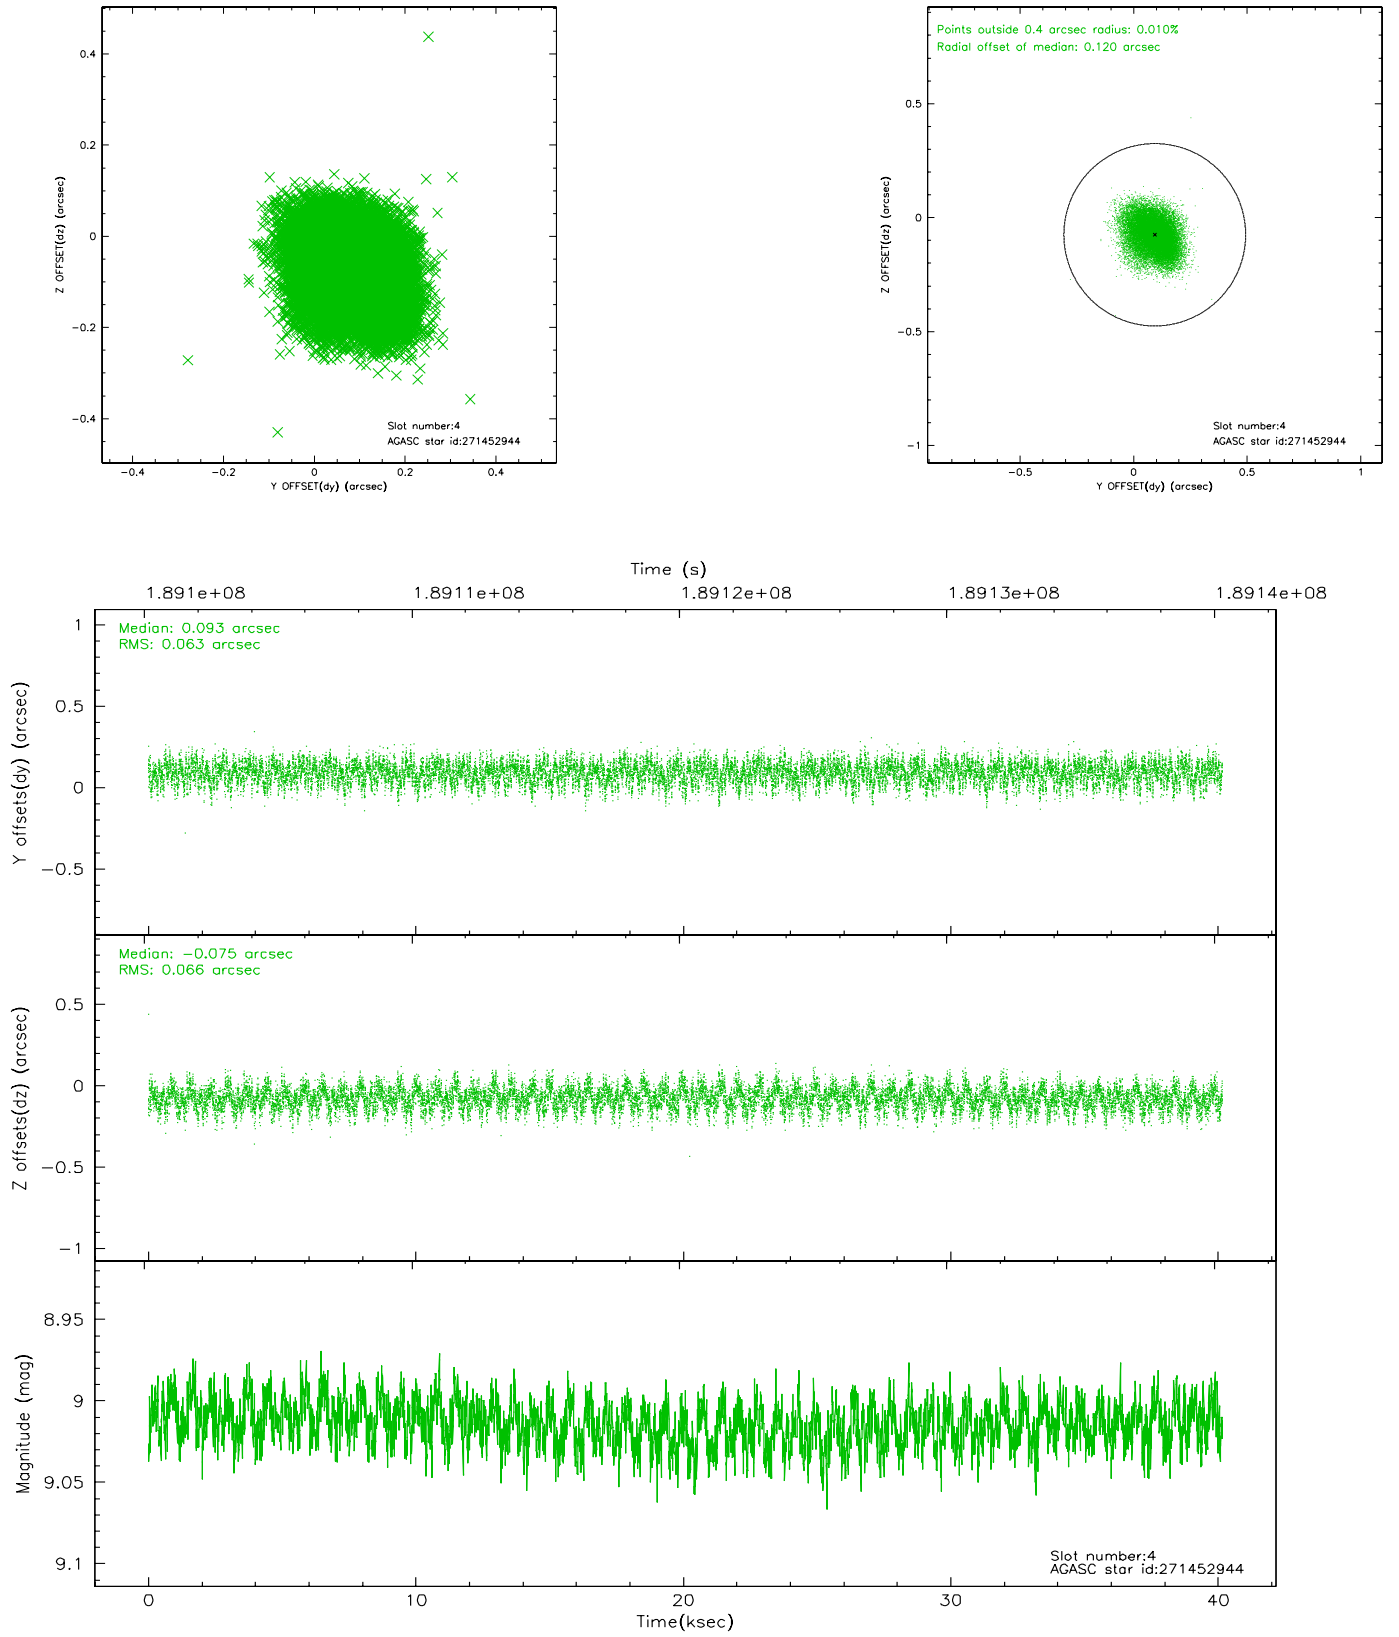 0.4
0.2
0
−0.2
−0.4
Z OFFSET(dz) (arcsec)
Slot number:4
AGASC star id:271452944
−0.4 −0.2 0 0.2 0.4
Y OFFSET(dy) (arcsec)
Points outside 0.4 arcsec radius: 0.010%
Radial offset of median: 0.120 arcsec
0.5
0
−0.5
−1
Z OFFSET(dz) (arcsec)
Slot number:4
AGASC star id:271452944
−0.5 0 0.5 1
Y OFFSET(dy) (arcsec)
Time (s)
1.891e+08 1.8911e+08 1.8912e+08 1.8913e+08 1.8914e+08
Median: 0.093 arcsec
RMS: 0.063 arcsec
1
0.5
0
−0.5
Y offsets(dy) (arcsec)
Median: −0.075 arcsec
RMS: 0.066 arcsec
0.5
0
−0.5
−1
Z offsets(dz) (arcsec)
8.95
9
9.05
9.1
Magnitude (mag)
Slot number:4
AGASC star id:271452944
0 10 20 30 40
Time(ksec)